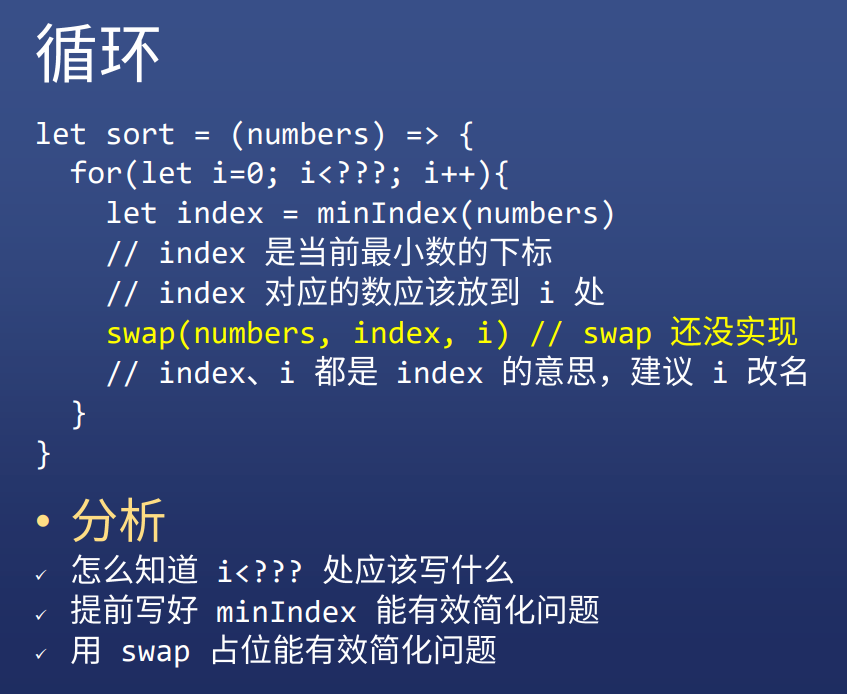 循环
let sort = (numbers) => {
  for(let i=0; i<???; i++){
    let index = minIndex(numbers)
    // index 是当前最小数的下标
    // index 对应的数应该放到 i 处
    swap(numbers, index, i) // swap 还没实现
    // index、i 都是 index 的意思，建议 i 改名
  }
}
• 分析
✓ 怎么知道 i<??? 处应该写什么
✓ 提前写好 minIndex 能有效简化问题
✓ 用 swap 占位能有效简化问题